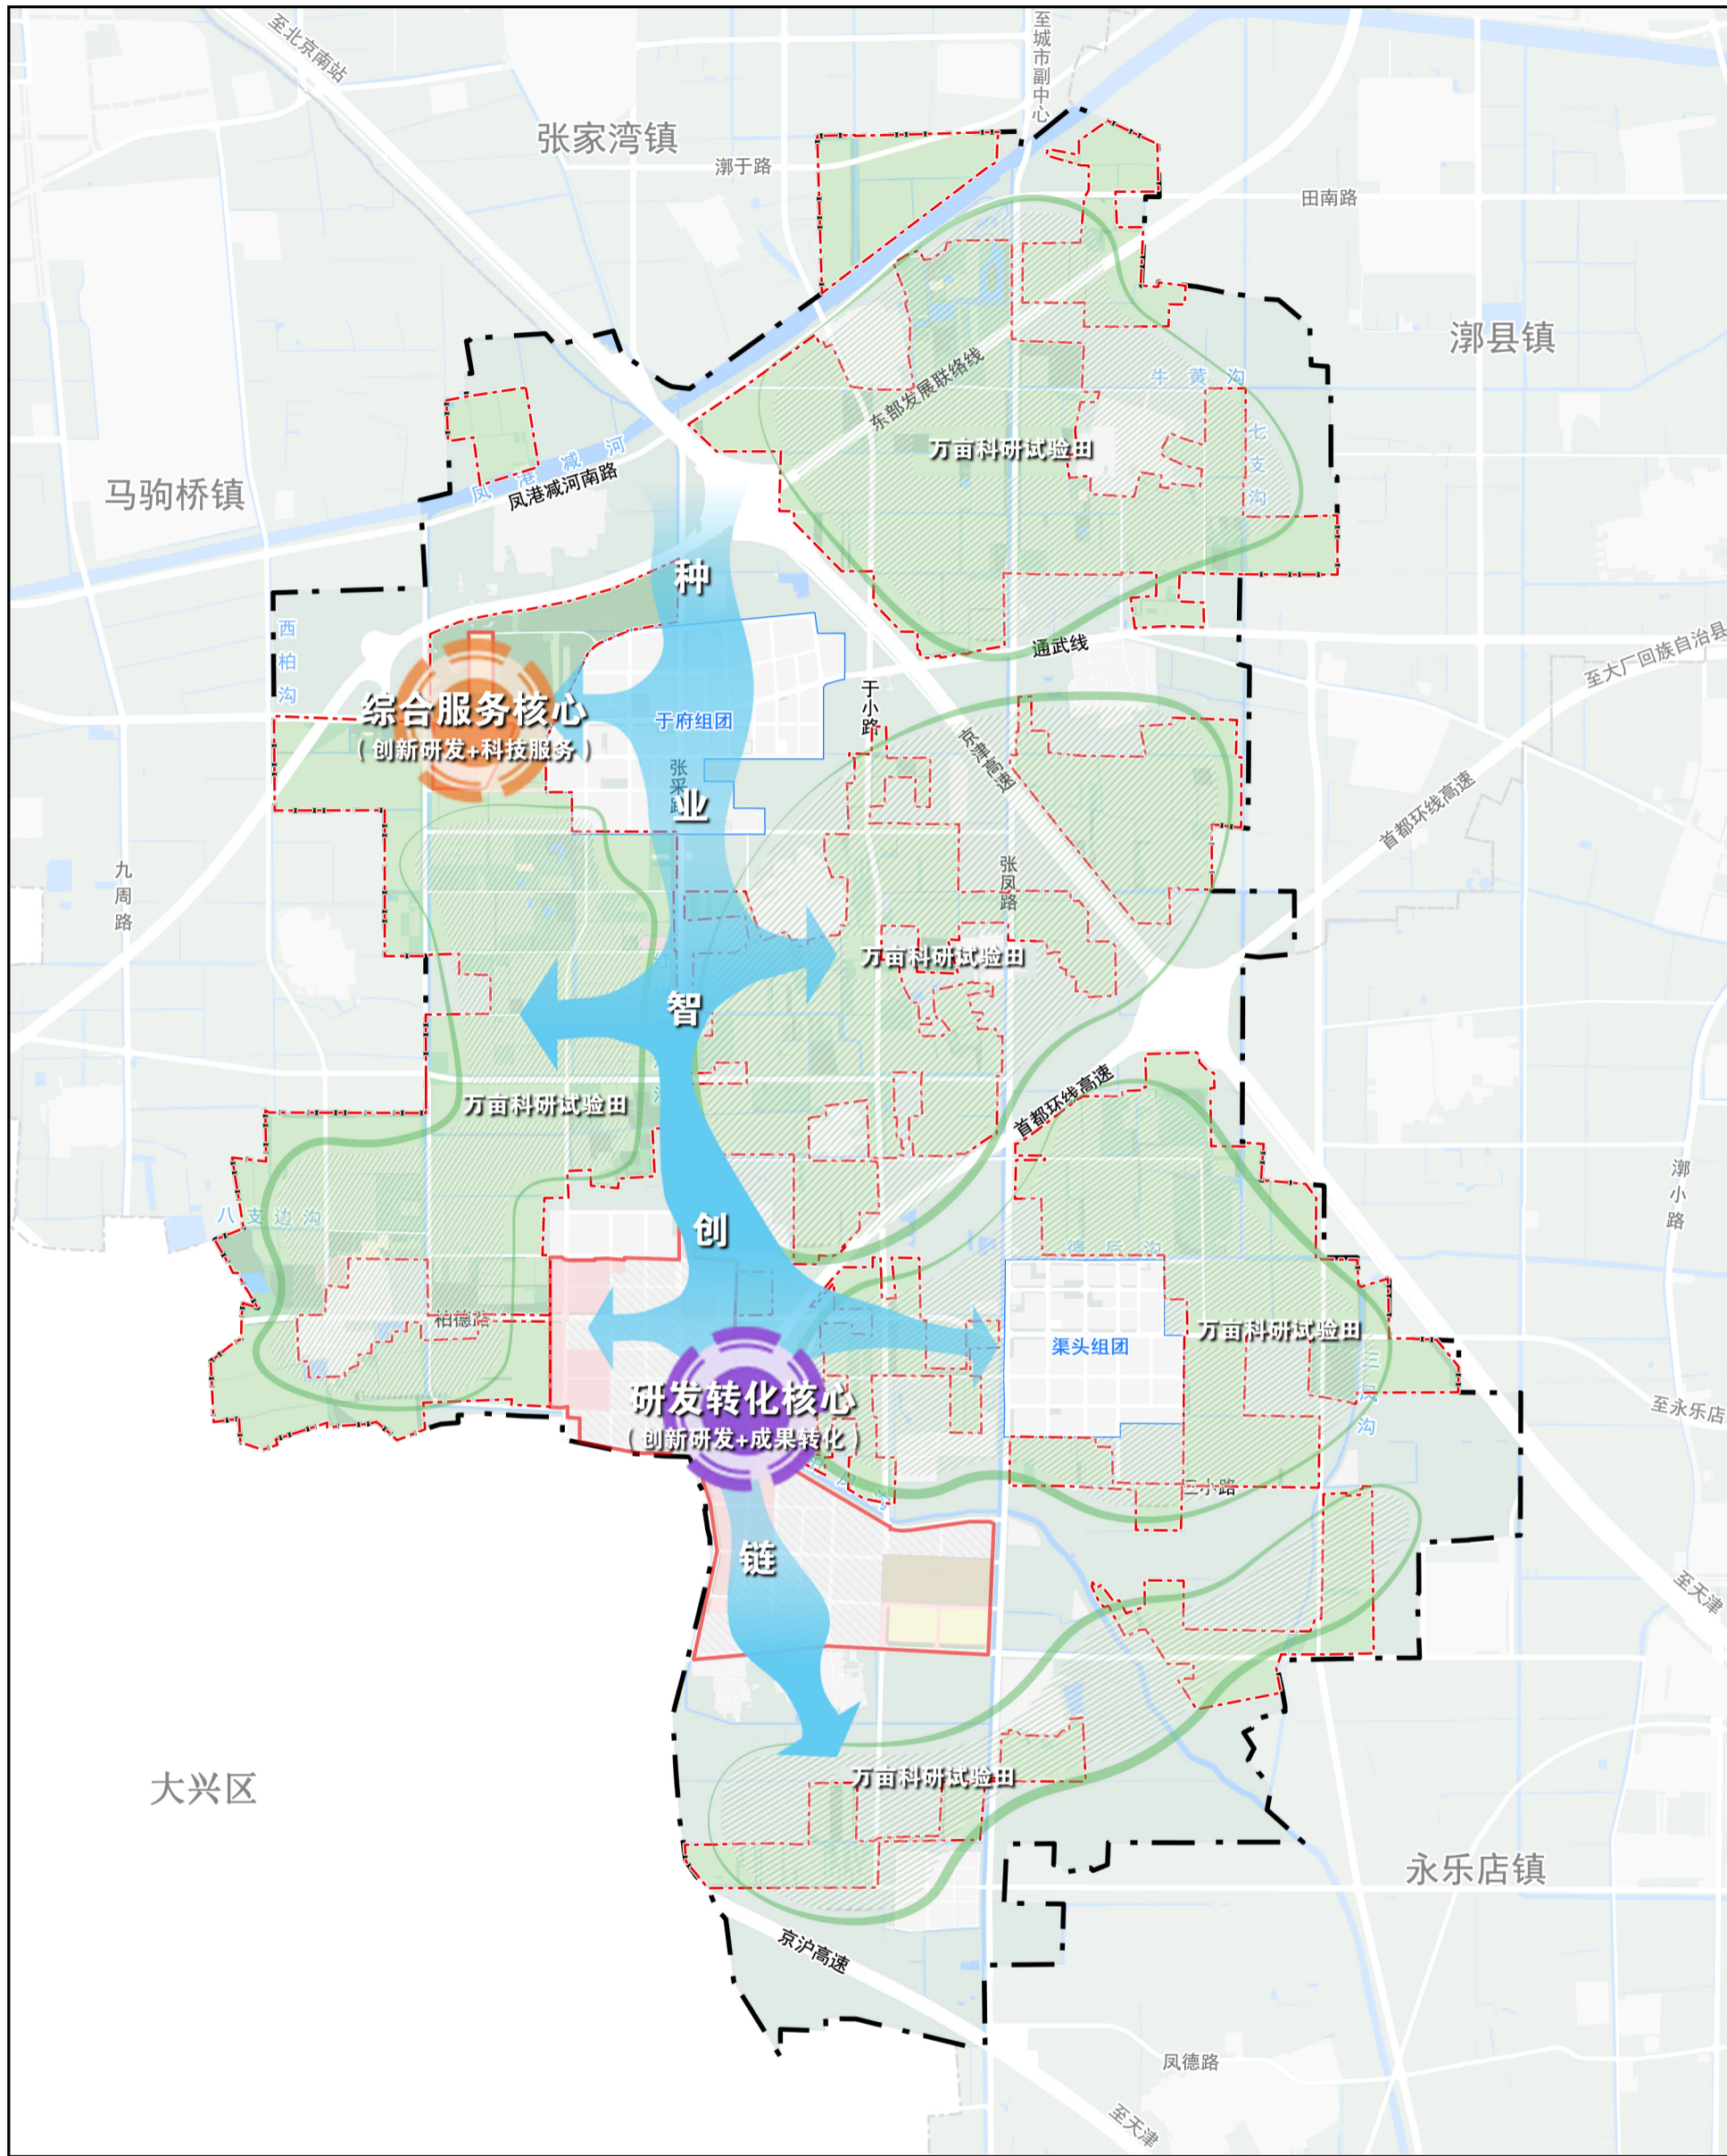 至北京南站
至城市副中心
张家湾镇
漷于路
田南路
漷县镇
东部发展联络线
牛黄沟
七支沟
万亩科研试验田
马驹桥镇
凤港减河
凤港减河南路
种
西柏沟
通武线
至大厂回族自治县
综合服务核心
（创新研发+科技服务）
于府组团
于小路
京津高速
张采路
业
首都环线高速
九周路
张凤路
万亩科研试验田
智
万亩科研试验田
首都环线高速
漷小路
八支边沟
创
柏德路
渠头组团
万亩科研试验田
研发转化核心
（创新研发+成果转化）
至永乐店
三小路
链
至天津
万亩科研试验田
大兴区
永乐店镇
京沪高速
凤德路
至天津